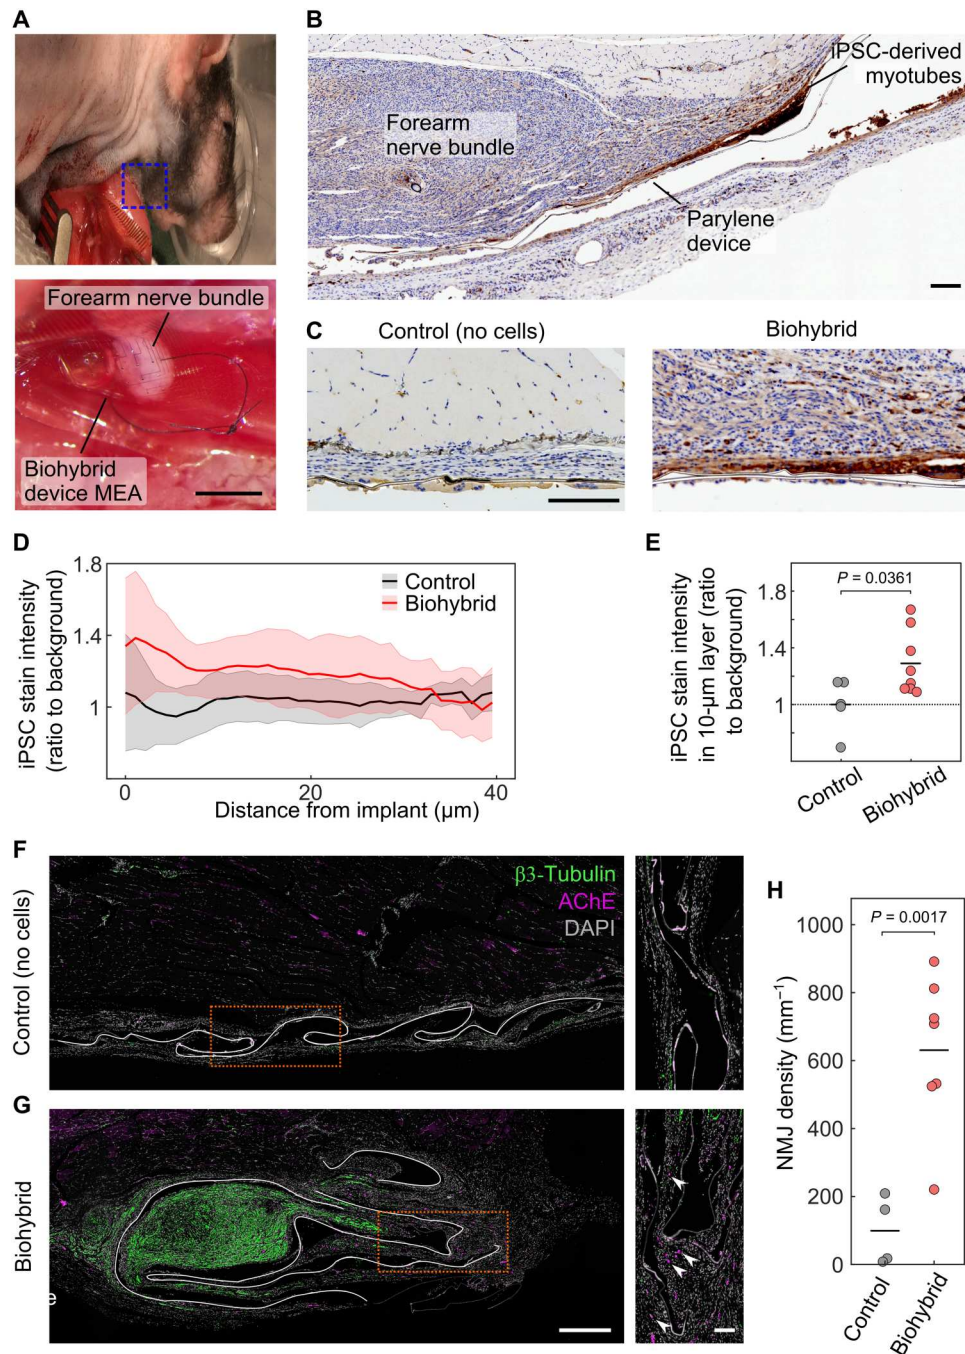 A
Forearm nerve bundle
Biohybrid
device MEA
B
iPSC-derived
myotubes
Forearm
nerve bundle
Parylene
device
C
Control (no cells)
Biohybrid
D
iPSC stain intensity
(ratio to background)
1.8
1.4
1
Control
Biohybrid
0
20
40
Distance from implant (µm)
E
iPSC stain intensity
in 10-µm layer (ratio
to background)
P = 0.0361
1.8
1.4
1
Control
Biohybrid
F
Control (no cells)
β3-Tubulin
AChE
DAPI
G
Biohybrid
e
H
NMJ density (mm⁻¹)
P = 0.0017
1000
800
600
400
200
0
Control
Biohybrid